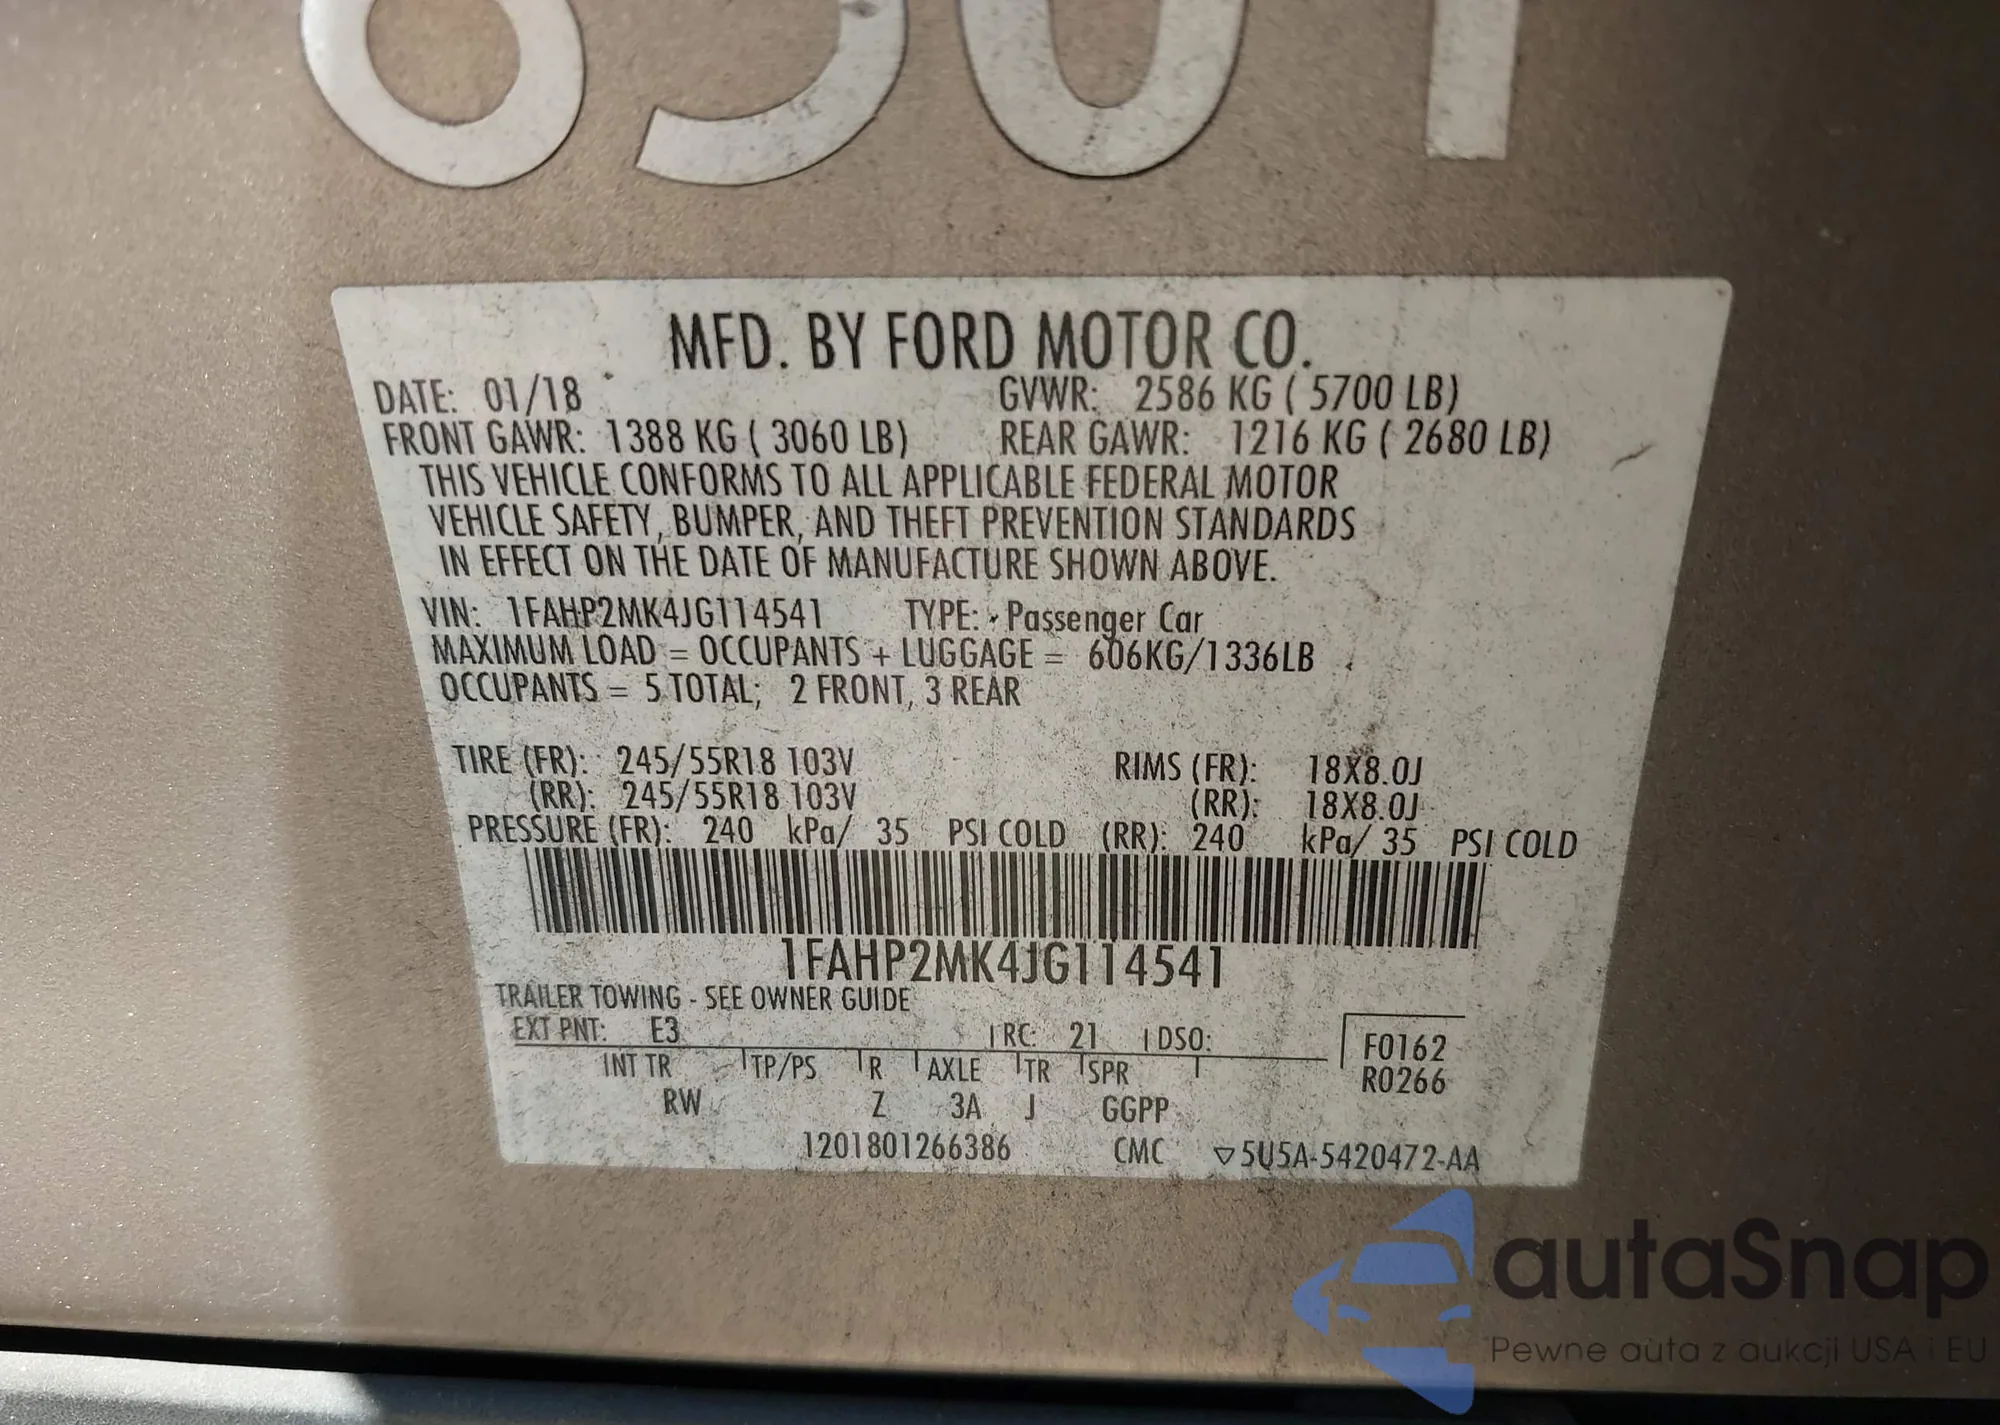 MFD. BY FORD MOTOR CO.
DATE: 01/18 GVWR: 2586 KG ( 5700 LB)
FRONT GAWR: 1388 KG ( 3060 LB) REAR GAWR: 1216 KG ( 2680 LB)
THIS VEHICLE CONFORMS TO ALL APPLICABLE FEDERAL MOTOR
VEHICLE SAFETY, BUMPER, AND THEFT PREVENTION STANDARDS
IN EFFECT ON THE DATE OF MANUFACTURE SHOWN ABOVE.
VIN: 1FAHP2MK4JG114541 TYPE: Passenger Car
MAXIMUM LOAD = OCCUPANTS + LUGGAGE = 606KG/1336LB
OCCUPANTS = 5 TOTAL; 2 FRONT, 3 REAR
TIRE (FR): 245/55R18 103V RIMS (FR): 18X8.0J
(RR): 245/55R18 103V (RR): 18X8.0J
PRESSURE (FR): 240 kPa/ 35 PSI COLD (RR): 240 kPa/ 35 PSI COLD
1FAHP2MK4JG114541
TRAILER TOWING - SEE OWNER GUIDE
EXT PNT: E3 RC: 21 DSO: F0162
INT TR TP/PS R AXLE TR SPR R0266
RW Z 3A J GGPP
1201801266386 CMC ▽5U5A-5420472-AA
autaSnap
Pewne auta z aukcji USA i EU